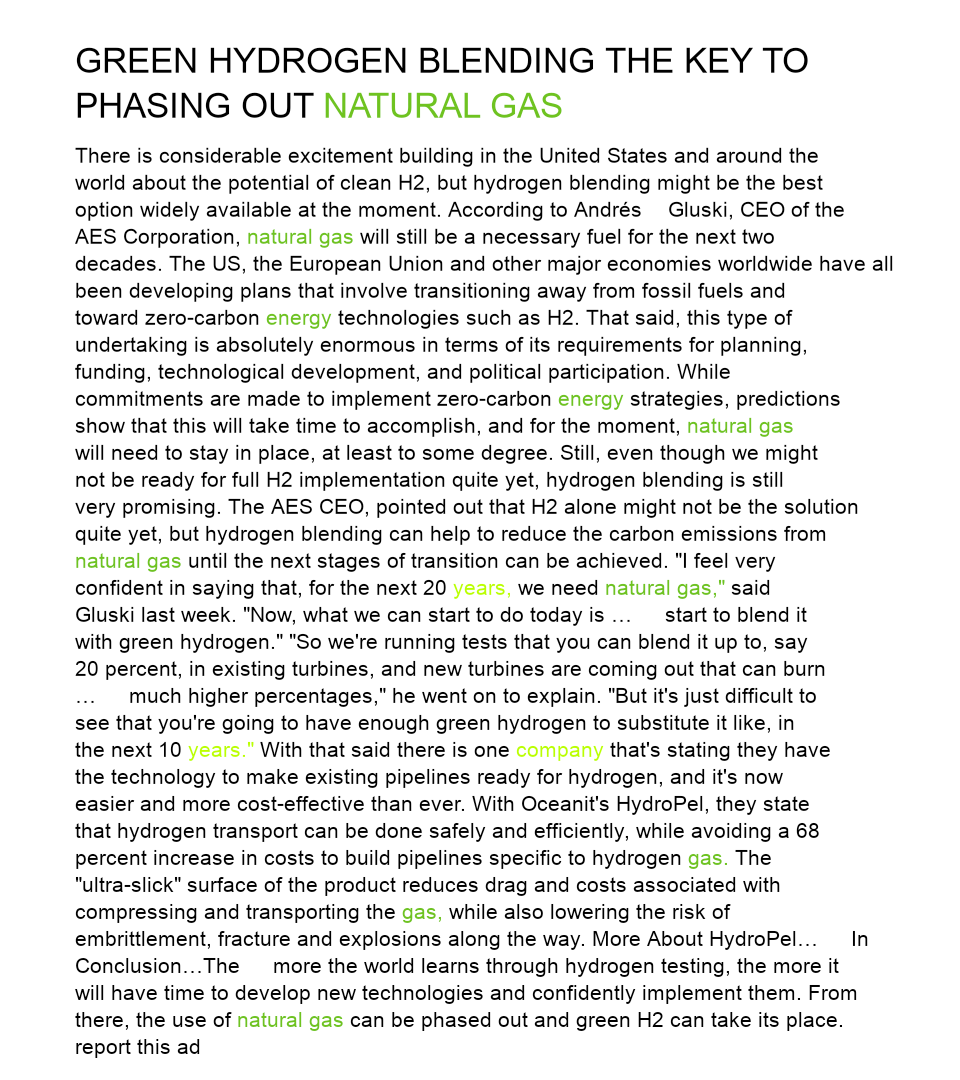 GREEN HYDROGEN BLENDING THE KEY TO
PHASING OUT NATURAL GAS
There is considerable excitement building in the United States and around the
world about the potential of clean H2, but hydrogen blending might be the best
option widely available at the moment. According to Andrés Gluski, CEO of the
AES Corporation, natural gas will still be a necessary fuel for the next two
decades. The US, the European Union and other major economies worldwide have all
been developing plans that involve transitioning away from fossil fuels and
toward zero-carbon energy technologies such as H2. That said, this type of
undertaking is absolutely enormous in terms of its requirements for planning,
funding, technological development, and political participation. While
commitments are made to implement zero-carbon energy strategies, predictions
show that this will take time to accomplish, and for the moment, natural gas
will need to stay in place, at least to some degree. Still, even though we might
not be ready for full H2 implementation quite yet, hydrogen blending is still
very promising. The AES CEO, pointed out that H2 alone might not be the solution
quite yet, but hydrogen blending can help to reduce the carbon emissions from
natural gas until the next stages of transition can be achieved. "I feel very
confident in saying that, for the next 20 years, we need natural gas," said
Gluski last week. "Now, what we can start to do today is … start to blend it
with green hydrogen." "So we're running tests that you can blend it up to, say
20 percent, in existing turbines, and new turbines are coming out that can burn
… much higher percentages," he went on to explain. "But it's just difficult to
see that you're going to have enough green hydrogen to substitute it like, in
the next 10 years." With that said there is one company that's stating they have
the technology to make existing pipelines ready for hydrogen, and it's now
easier and more cost-effective than ever. With Oceanit's HydroPel, they state
that hydrogen transport can be done safely and efficiently, while avoiding a 68
percent increase in costs to build pipelines specific to hydrogen gas. The
"ultra-slick" surface of the product reduces drag and costs associated with
compressing and transporting the gas, while also lowering the risk of
embrittlement, fracture and explosions along the way. More About HydroPel… In
Conclusion…The more the world learns through hydrogen testing, the more it
will have time to develop new technologies and confidently implement them. From
there, the use of natural gas can be phased out and green H2 can take its place.
report this ad